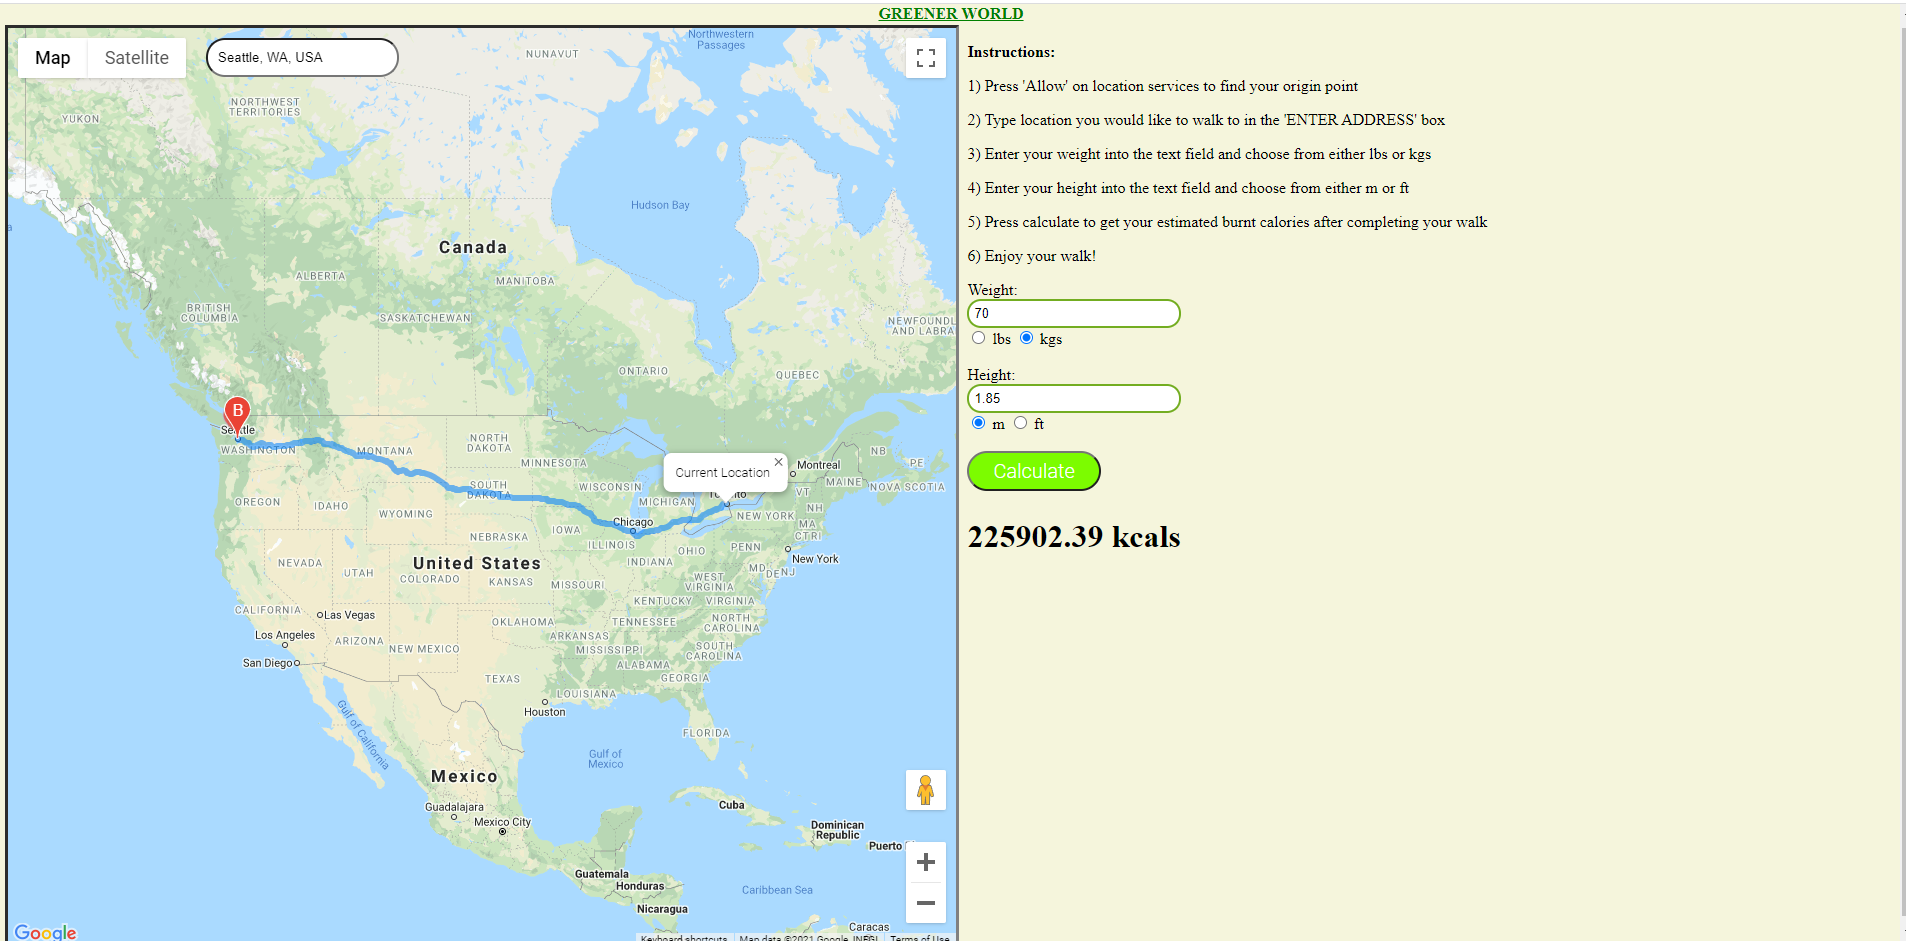 GREENER WORLD
Map
Satellite
Seattle, WA, USA
Northwestern
Passages
NUNAVUT
NORTHWEST
TERRITORIES
YUKON
Hudson Bay
Canada
ALBERTA
MANITOBA
BRITISH
COLUMBIA
SASKATCHEWAN
NEWFOUNDL
AND LABRA
ONTARIO
QUEBEC
B
Seattle
WASHINGTON
MONTANA
NORTH
DAKOTA
MINNESOTA
Current Location
Montreal
NB
PE
MAINE
NOVA SCOTIA
SOUTH
DAKOTA
WISCONSIN
MICHIGAN
Toronto
VT
NH
OREGON
IDAHO
WYOMING
Chicago
NEW YORK
MA
CT
RI
IOWA
NEBRASKA
ILLINOIS
OHIO
PENN
New York
NEVADA
UTAH
United States
COLORADO
KANSAS
INDIANA
MISSOURI
WEST
VIRGINIA
MD
DE
NJ
KENTUCKY
VIRGINIA
CALIFORNIA
Las Vegas
OKLAHOMA
TENNESSEE
NORTH
CAROLINA
Los Angeles
ARIZONA
NEW MEXICO
ARKANSAS
MISSISSIPPI
SOUTH
CAROLINA
San Diego
ALABAMA
TEXAS
GEORGIA
LOUISIANA
Houston
Gulf of California
FLORIDA
Gulf of
Mexico
Mexico
Guadalajara
Mexico City
Cuba
Dominican
Republic
Puerto
Guatemala
Honduras
Caribbean Sea
Nicaragua
Caracas
Google
Keyboard shortcuts
Map data ©2021 Google, INEGI
Terms of Use
Instructions:
1) Press 'Allow' on location services to find your origin point
2) Type location you would like to walk to in the 'ENTER ADDRESS' box
3) Enter your weight into the text field and choose from either lbs or kgs
4) Enter your height into the text field and choose from either m or ft
5) Press calculate to get your estimated burnt calories after completing your walk
6) Enjoy your walk!
Weight:
70
lbs kgs
Height:
1.85
m ft
Calculate
225902.39 kcals